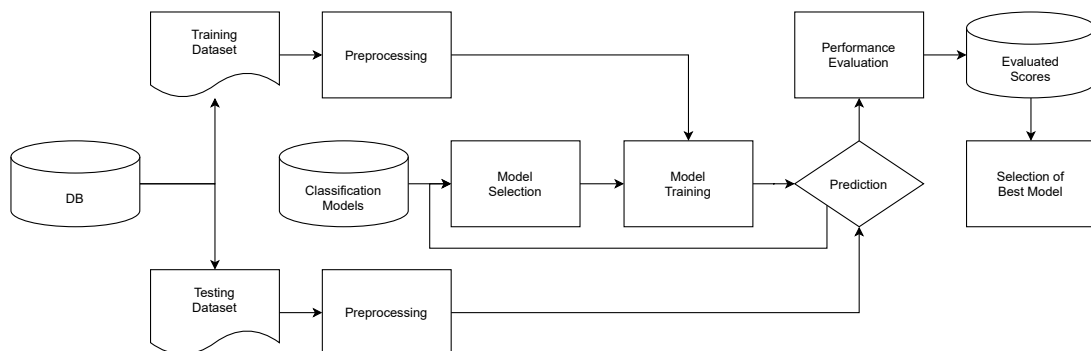 Training
Dataset
Preprocessing
Performance
Evaluation
Evaluated
Scores
DB
Classification
Models
Model
Selection
Model
Training
Prediction
Selection of
Best Model
Testing
Dataset
Preprocessing